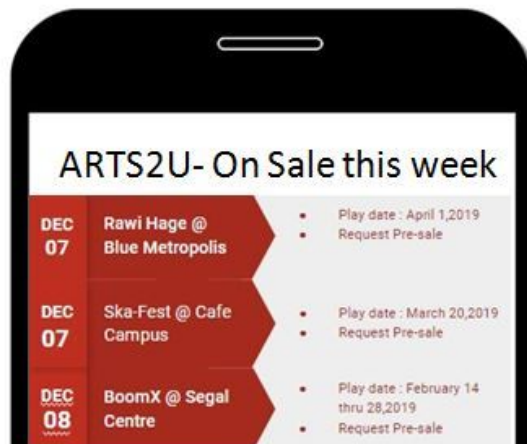 ARTS2U- On Sale this week
DEC
07
Rawi Hage @
Blue Metropolis
Play date : April 1,2019
Request Pre-sale
DEC
07
Ska-Fest @ Cafe
Campus
Play date : March 20,2019
Request Pre-sale
DEC
08
BoomX @ Segal
Centre
Play date : February 14
thru 28,2019
Request Pre-sale